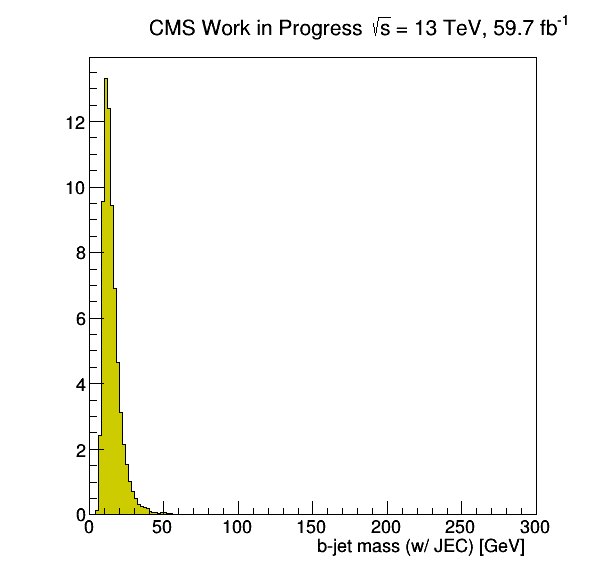 CMS Work in Progress √s = 13 TeV, 59.7 fb⁻¹
12
10
8
6
4
2
0
0 50 100 150 200 250 300
b-jet mass (w/ JEC) [GeV]